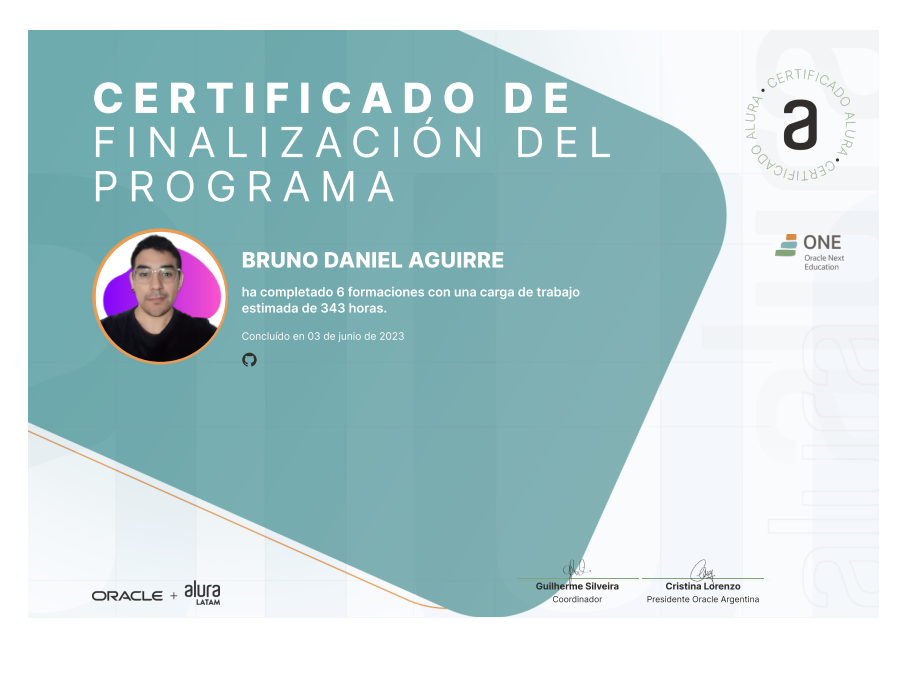 CERTIFICADO DE
FINALIZACIÓN DEL
PROGRAMA
CERTIFICADO ALURA • CERTIFICADO ALURA •
a
ONE
Oracle Next
Education
BRUNO DANIEL AGUIRRE
ha completado 6 formaciones con una carga de trabajo
estimada de 343 horas.
Concluído en 03 de junio de 2023
alura
alura
ORACLE + alura
LATAM
Guilherme Silveira
Coordinador
Cristina Lorenzo
Presidente Oracle Argentina